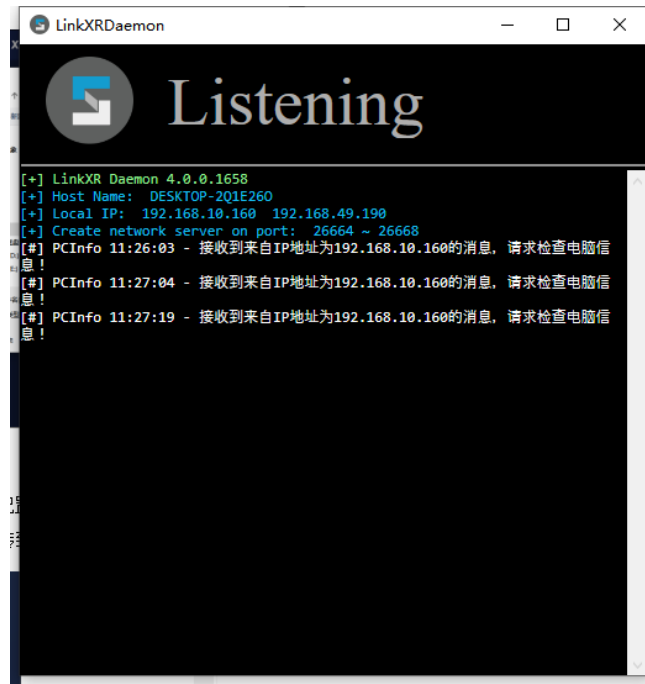 LinkXRDaemon
Listening
[+] LinkXR Daemon 4.0.0.1658
[+] Host Name:  DESKTOP-2Q1E26O
[+] Local IP:  192.168.10.160  192.168.49.190
[+] Create network server on port:  26664 ~ 26668
[#] PCInfo 11:26:03 - 接收到来自IP地址为192.168.10.160的消息，请求检查电脑信
息！
[#] PCInfo 11:27:04 - 接收到来自IP地址为192.168.10.160的消息，请求检查电脑信
息！
[#] PCInfo 11:27:19 - 接收到来自IP地址为192.168.10.160的消息，请求检查电脑信
息！